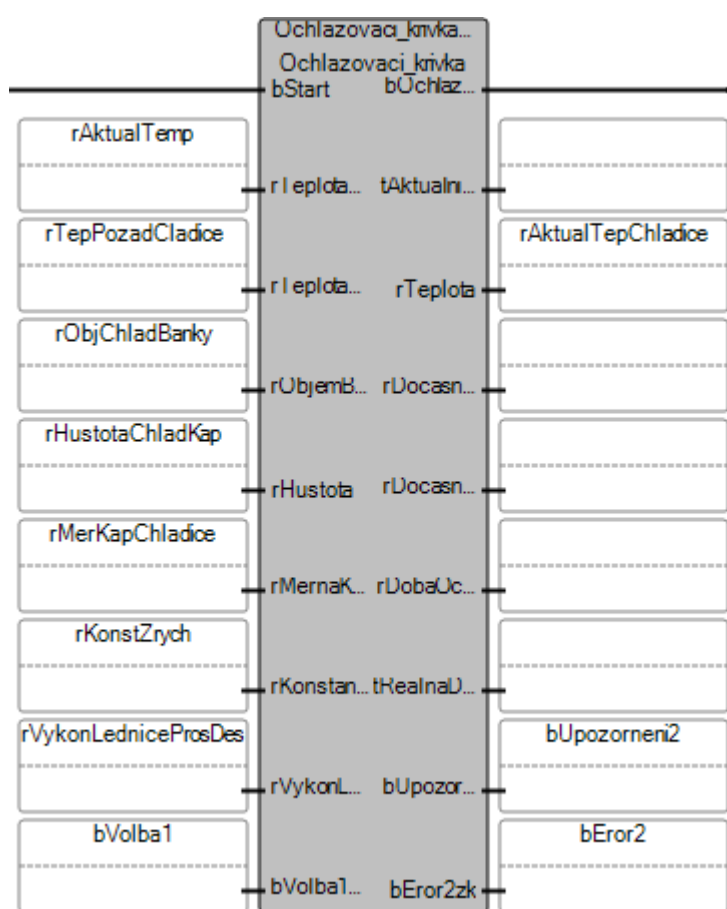 Ochlazovaci_krivka...
Ochlazovaci_krivka
bStart bOchlaz...
rAktualTemp
rTeplota... tAktualni...
rTepPozadCladice rAktualTepChladice
rTeplota... rTeplota
rObjChladBanky
rObjemB... rDocasn...
rHustotaChladKap
rHustota rDocasn...
rMerKapChladice
rMernaK... rDobaOc...
rKonstZrych
rKonstan... tRealnaD...
rVykonLedniceProsDes bUpozorneni2
rVykonL... bUpozor...
bVolba1 bEror2
bVolba1... bEror2zk